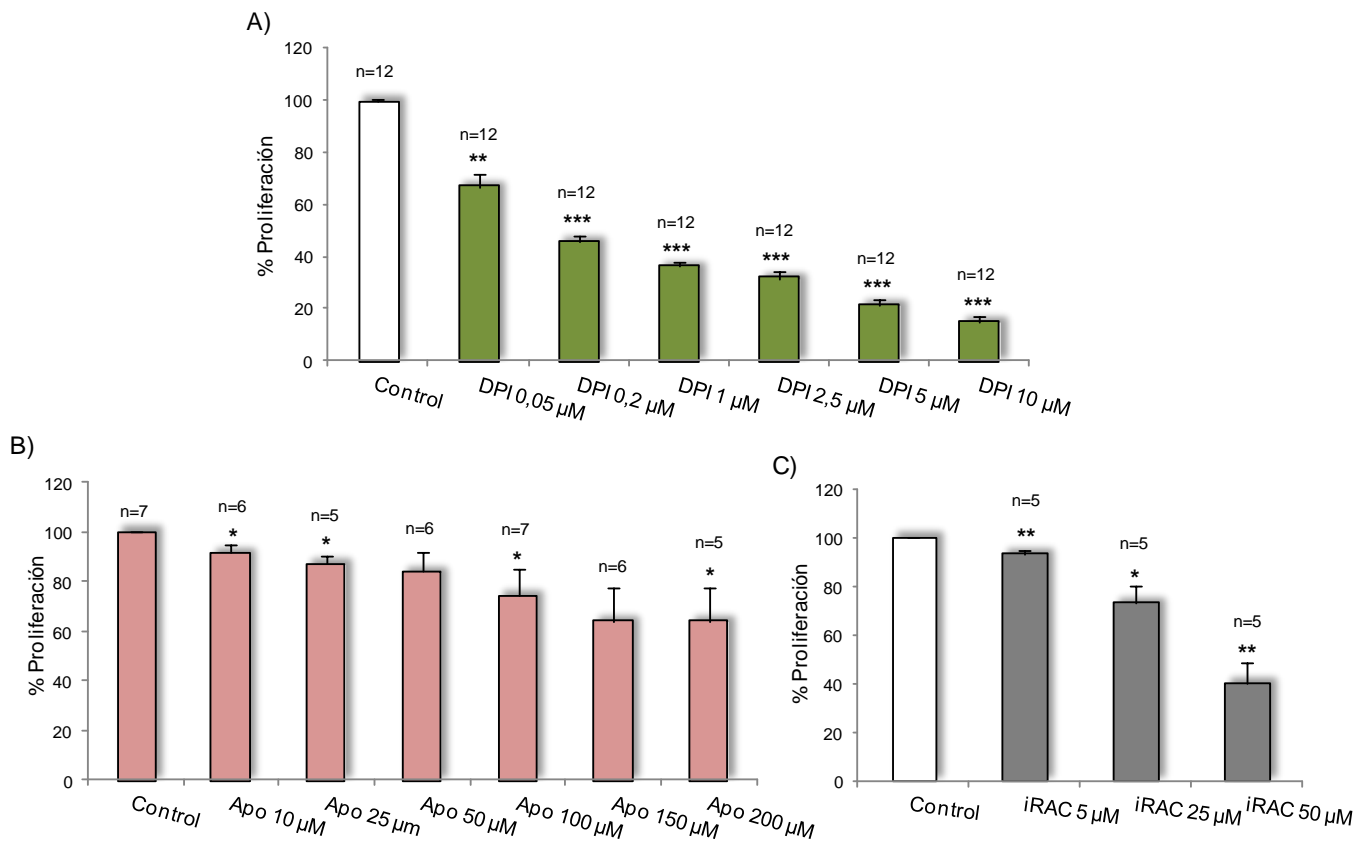 A)
% Proliferación
120
100
80
60
40
20
0
n=12
n=12
**
n=12
***
n=12
***
n=12
***
n=12
***
n=12
***
Control
DPI 0,05 µM
DPI 0,2 µM
DPI 1 µM
DPI 2,5 µM
DPI 5 µM
DPI 10 µM
B)
% Proliferación
120
100
80
60
40
20
0
n=7
n=6
*
n=5
*
n=6
n=7
*
n=6
n=5
*
Control
Apo 10 µM
Apo 25 µm
Apo 50 µM
Apo 100 µM
Apo 150 µM
Apo 200 µM
C)
% Proliferación
120
100
80
60
40
20
0
n=5
**
n=5
*
n=5
**
Control
iRAC 5 µM
iRAC 25 µM
iRAC 50 µM